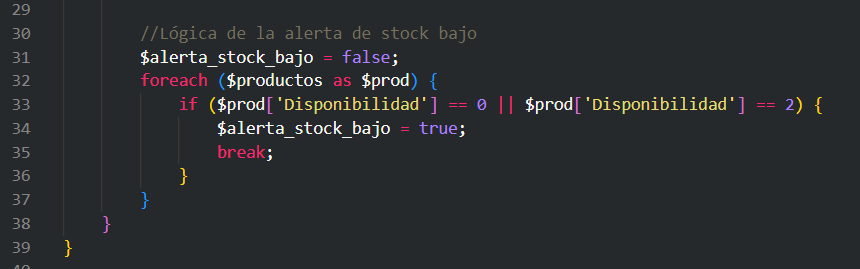 29
30 //Lógica de la alerta de stock bajo
31 $alerta_stock_bajo = false;
32 foreach ($productos as $prod) {
33 if ($prod['Disponibilidad'] == 0 || $prod['Disponibilidad'] == 2) {
34 $alerta_stock_bajo = true;
35 break;
36 }
37 }
38 }
39 }